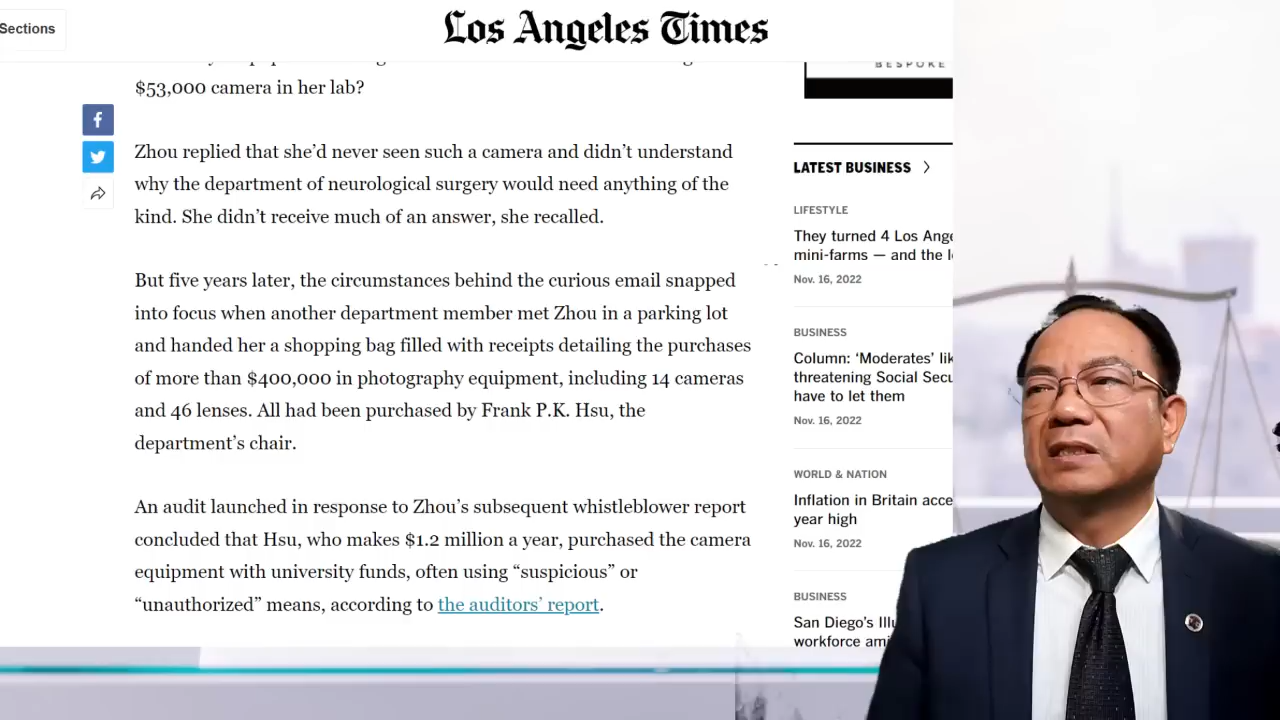 Sections
Los Angeles Times
$53,000 camera in her lab?
Zhou replied that she’d never seen such a camera and didn’t understand
why the department of neurological surgery would need anything of the
kind. She didn’t receive much of an answer, she recalled.
But five years later, the circumstances behind the curious email snapped
into focus when another department member met Zhou in a parking lot
and handed her a shopping bag filled with receipts detailing the purchases
of more than $400,000 in photography equipment, including 14 cameras
and 46 lenses. All had been purchased by Frank P.K. Hsu, the
department’s chair.
An audit launched in response to Zhou’s subsequent whistleblower report
concluded that Hsu, who makes $1.2 million a year, purchased the camera
equipment with university funds, often using “suspicious” or
“unauthorized” means, according to the auditors’ report.
BESPOKE
LATEST BUSINESS
LIFESTYLE
They turned 4 Los Ange
mini-farms — and the l
Nov. 16, 2022
BUSINESS
Column: ‘Moderates’ lik
threatening Social Secu
have to let them
Nov. 16, 2022
WORLD & NATION
Inflation in Britain acce
year high
Nov. 16, 2022
BUSINESS
San Diego’s Illu
workforce ami